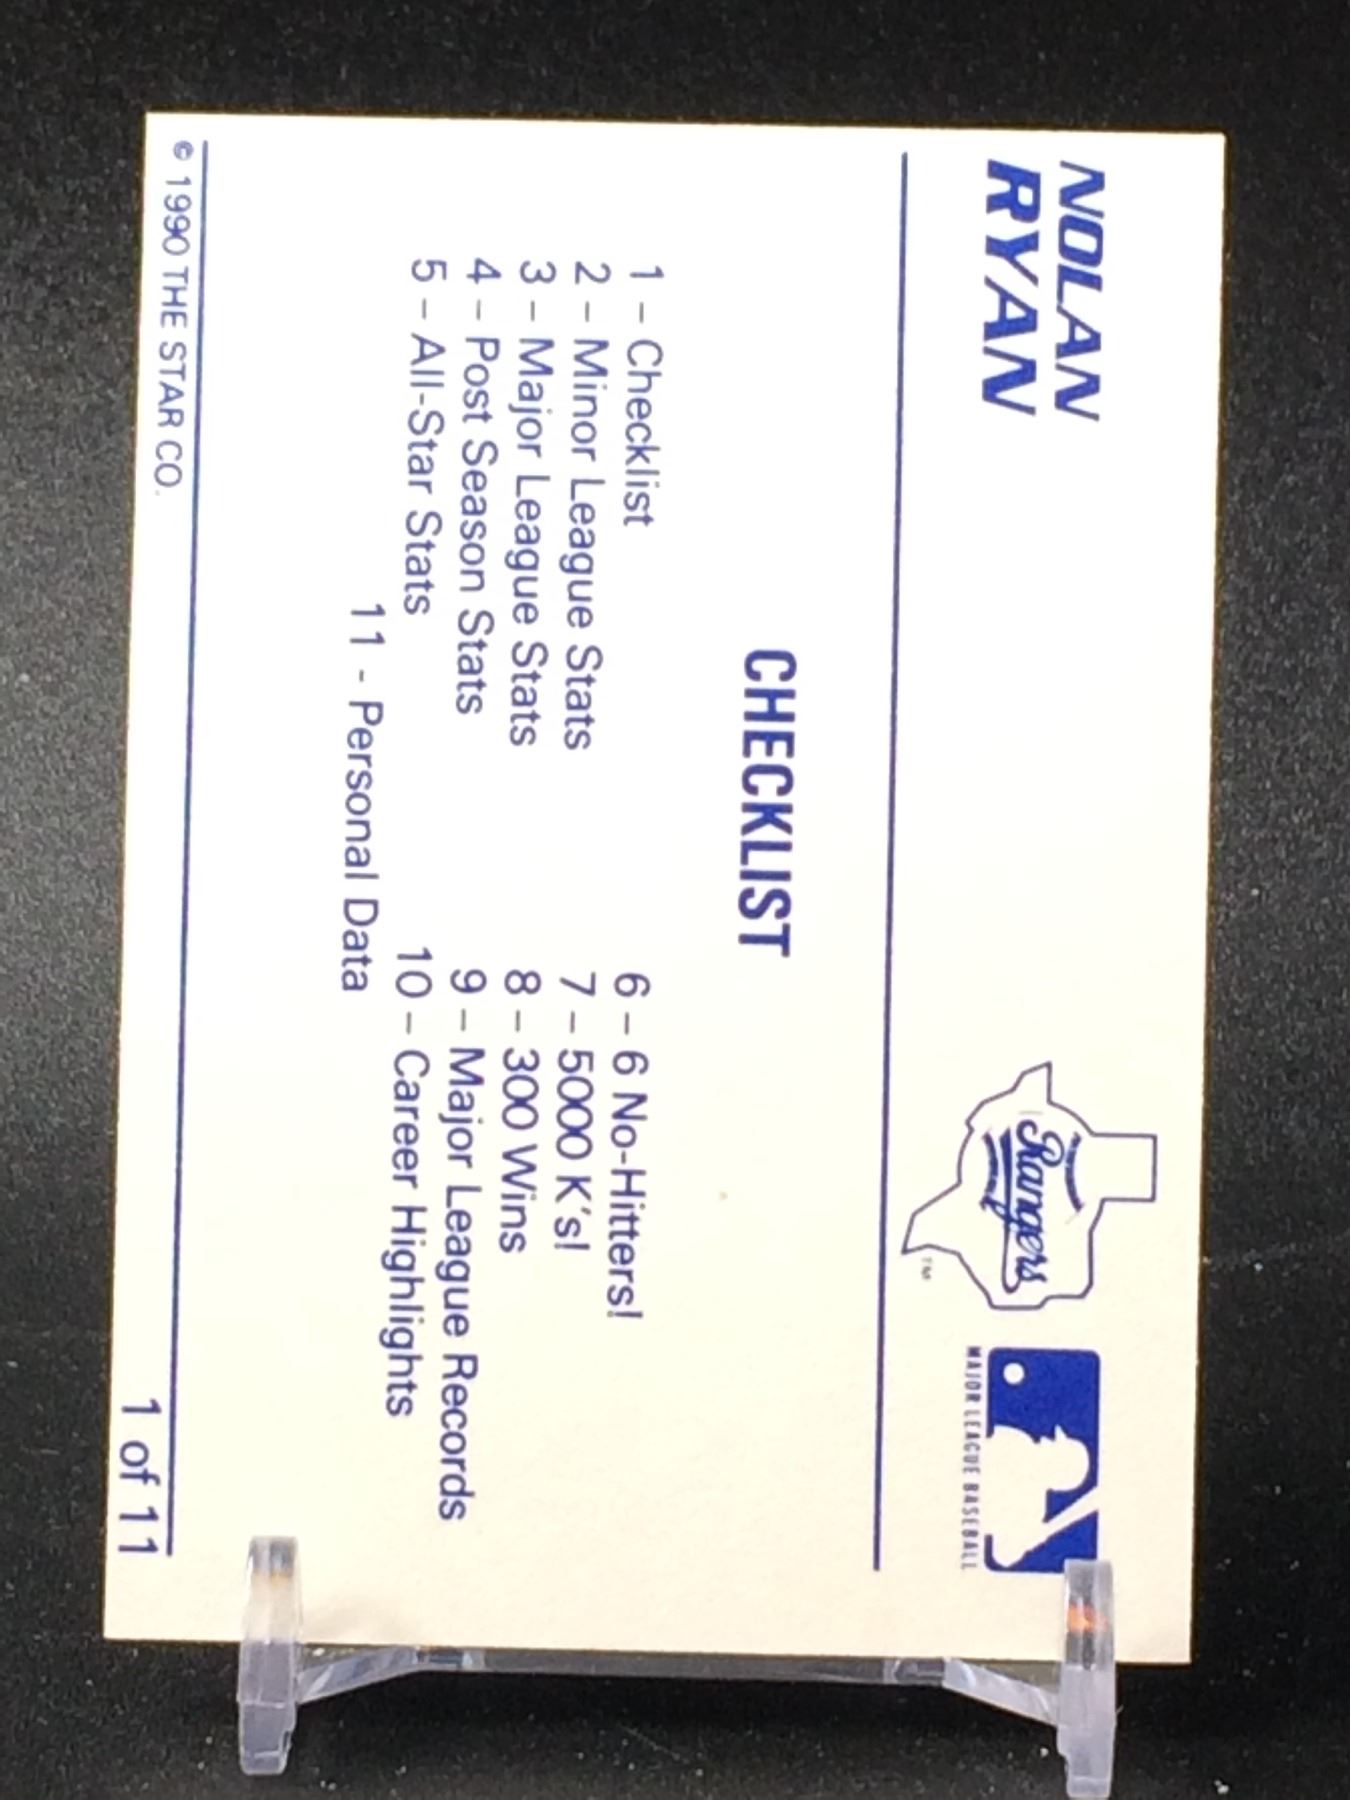 NOLAN
RYAN
Rangers
TM
MAJOR LEAGUE BASEBALL
CHECKLIST
1 – Checklist
2 – Minor League Stats
3 – Major League Stats
4 – Post Season Stats
5 – All-Star Stats
6 – 6 No-Hitters!
7 – 5000 K's!
8 – 300 Wins
9 – Major League Records
10 – Career Highlights
11 - Personal Data
© 1990 THE STAR CO.
1 of 11